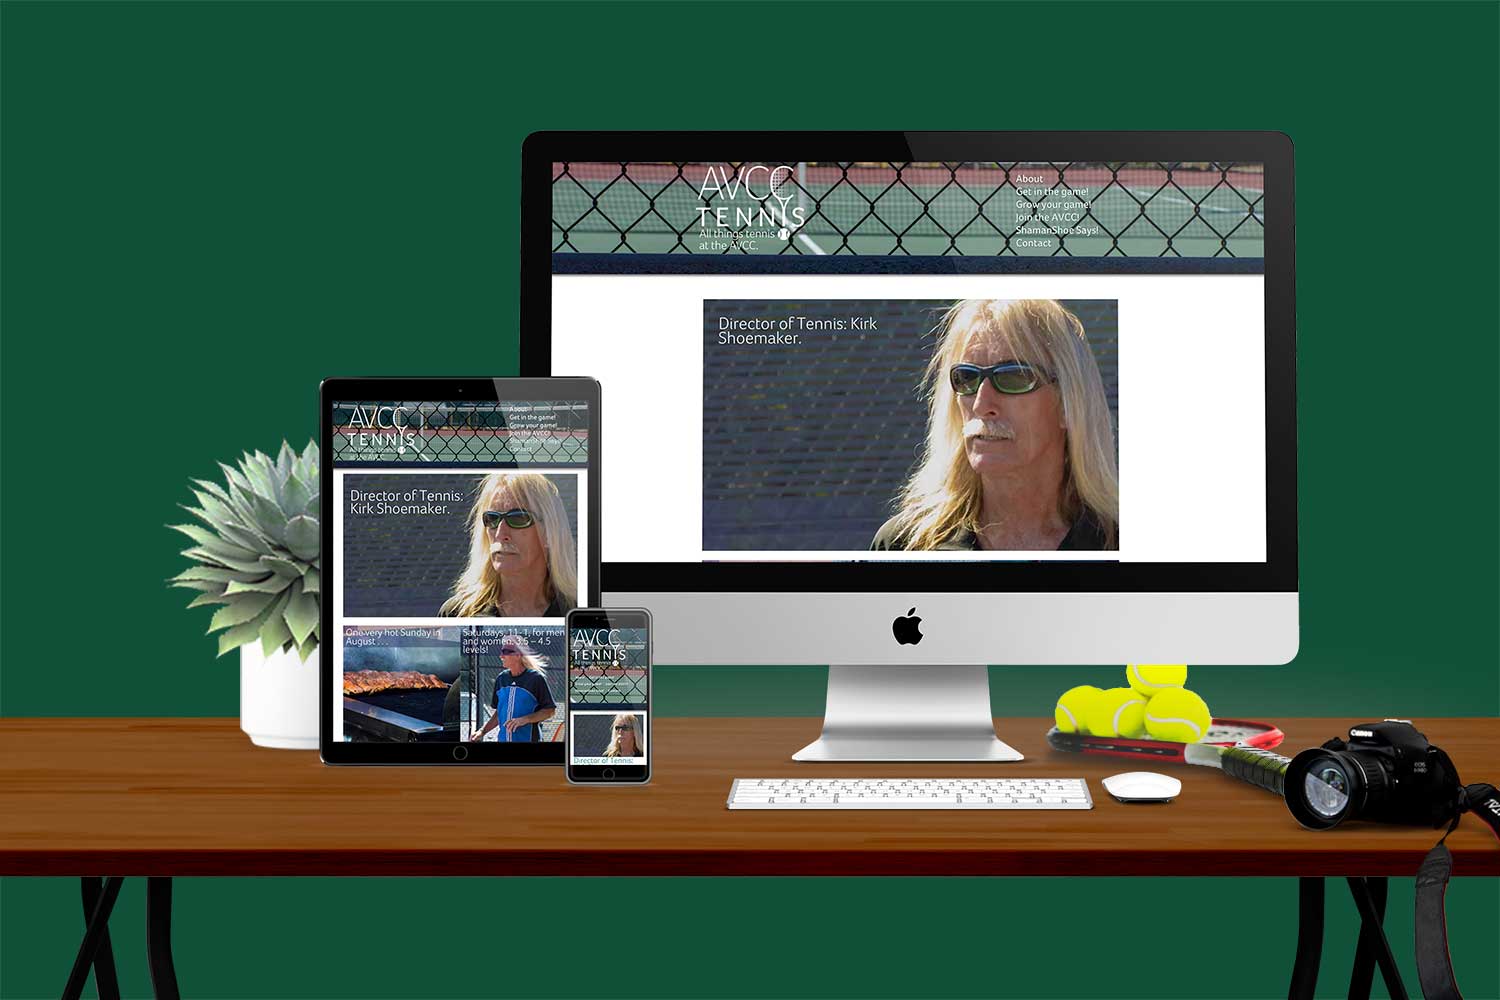 AVCC
TENNIS
All things tennis
at the AVCC.
About
Get in the game!
Grow your game!
Join the AVCC!
ShamanShoe Says!
Contact
Director of Tennis: Kirk
Shoemaker.
AVCC
TENNIS
All things tennis
at the AVCC.
About
Get in the game!
Grow your game!
Join the AVCC!
ShamanShoe Says!
Contact
Director of Tennis:
Kirk Shoemaker.
One very hot Sunday in
August . . .
Saturdays, 11- 1, for men
and women, 3.5 – 4.5
levels!
AVCC
TENNIS
All things tennis
Director of Tennis:
Canon
EOS